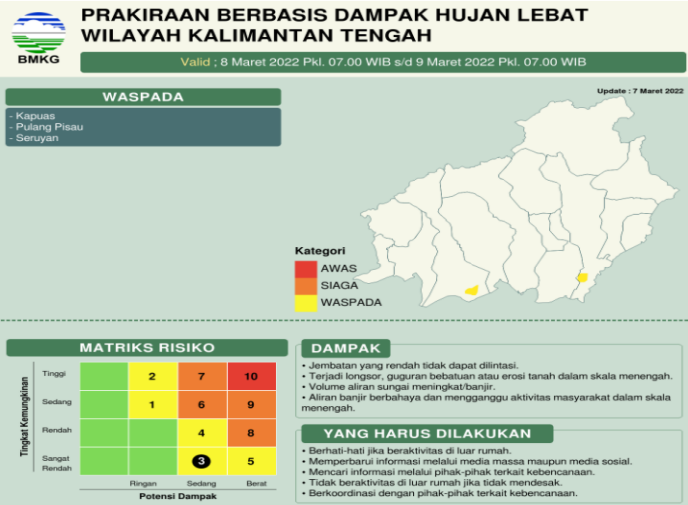 PRAKIRAAN BERBASIS DAMPAK HUJAN LEBAT
WILAYAH KALIMANTAN TENGAH
BMKG
Valid ; 8 Maret 2022 Pkl. 07.00 WIB s/d 9 Maret 2022 Pkl. 07.00 WIB
Update : 7 Maret 2022
WASPADA
- Kapuas
- Pulang Pisau
- Seruyan
Kategori
AWAS
SIAGA
WASPADA
MATRIKS RISIKO
Tingkat Kemungkinan
Tinggi
2 7 10
Sedang
1 6 9
Rendah
4 8
Sangat
Rendah
3 5
Ringan Sedang Berat
Potensi Dampak
DAMPAK
• Jembatan yang rendah tidak dapat dilintasi.
• Terjadi longsor, guguran bebatuan atau erosi tanah dalam skala menengah.
• Volume aliran sungai meningkat/banjir.
• Aliran banjir berbahaya dan mengganggu aktivitas masyarakat dalam skala
menengah.
YANG HARUS DILAKUKAN
• Berhati-hati jika beraktivitas di luar rumah.
• Memperbarui informasi melalui media massa maupun media sosial.
• Mencari informasi melalui pihak-pihak terkait kebencanaan.
• Tidak beraktivitas di luar rumah jika tidak mendesak.
• Berkoordinasi dengan pihak-pihak terkait kebencanaan.